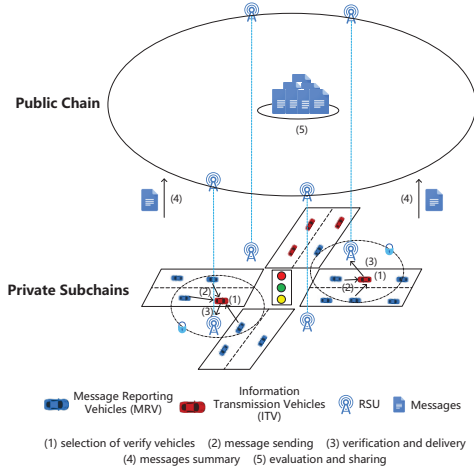 Public Chain
(5)
(4)
(4)
(3)
(1)
(2)
Private Subchains
(2)
(1)
(3)
Message Reporting
Vehicles (MRV)
Information
Transmission Vehicles
(ITV)
RSU
Messages
(1) selection of verify vehicles (2) message sending (3) verification and delivery
(4) messages summary (5) evaluation and sharing